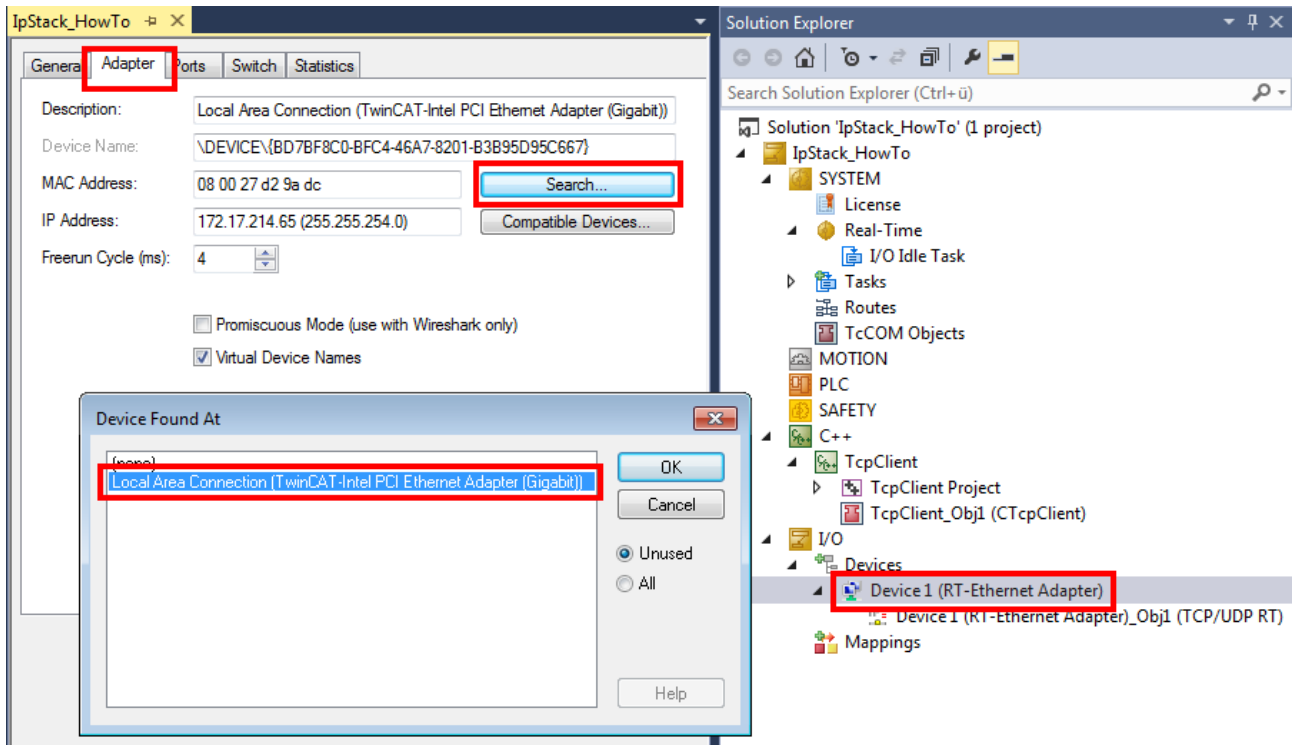 IpStack_HowTo
General
Adapter
Ports
Switch
Statistics
Description:
Local Area Connection (TwinCAT-Intel PCI Ethernet Adapter (Gigabit))
Device Name:
\DEVICE\{BD7BF8C0-BFC4-46A7-8201-B3B95D95C667}
MAC Address:
08 00 27 d2 9a dc
Search...
IP Address:
172.17.214.65 (255.255.254.0)
Compatible Devices...
Freerun Cycle (ms):
4
Promiscuous Mode (use with Wireshark only)
Virtual Device Names
Device Found At
(none)
Local Area Connection (TwinCAT-Intel PCI Ethernet Adapter (Gigabit))
OK
Cancel
Unused
All
Help
Solution Explorer
Search Solution Explorer (Ctrl+ü)
Solution 'IpStack_HowTo' (1 project)
IpStack_HowTo
SYSTEM
License
Real-Time
I/O Idle Task
Tasks
Routes
TcCOM Objects
MOTION
PLC
SAFETY
C++
TcpClient
TcpClient Project
TcpClient_Obj1 (CTcpClient)
I/O
Devices
Device 1 (RT-Ethernet Adapter)
Device 1 (RT-Ethernet Adapter)_Obj1 (TCP/UDP RT)
Mappings